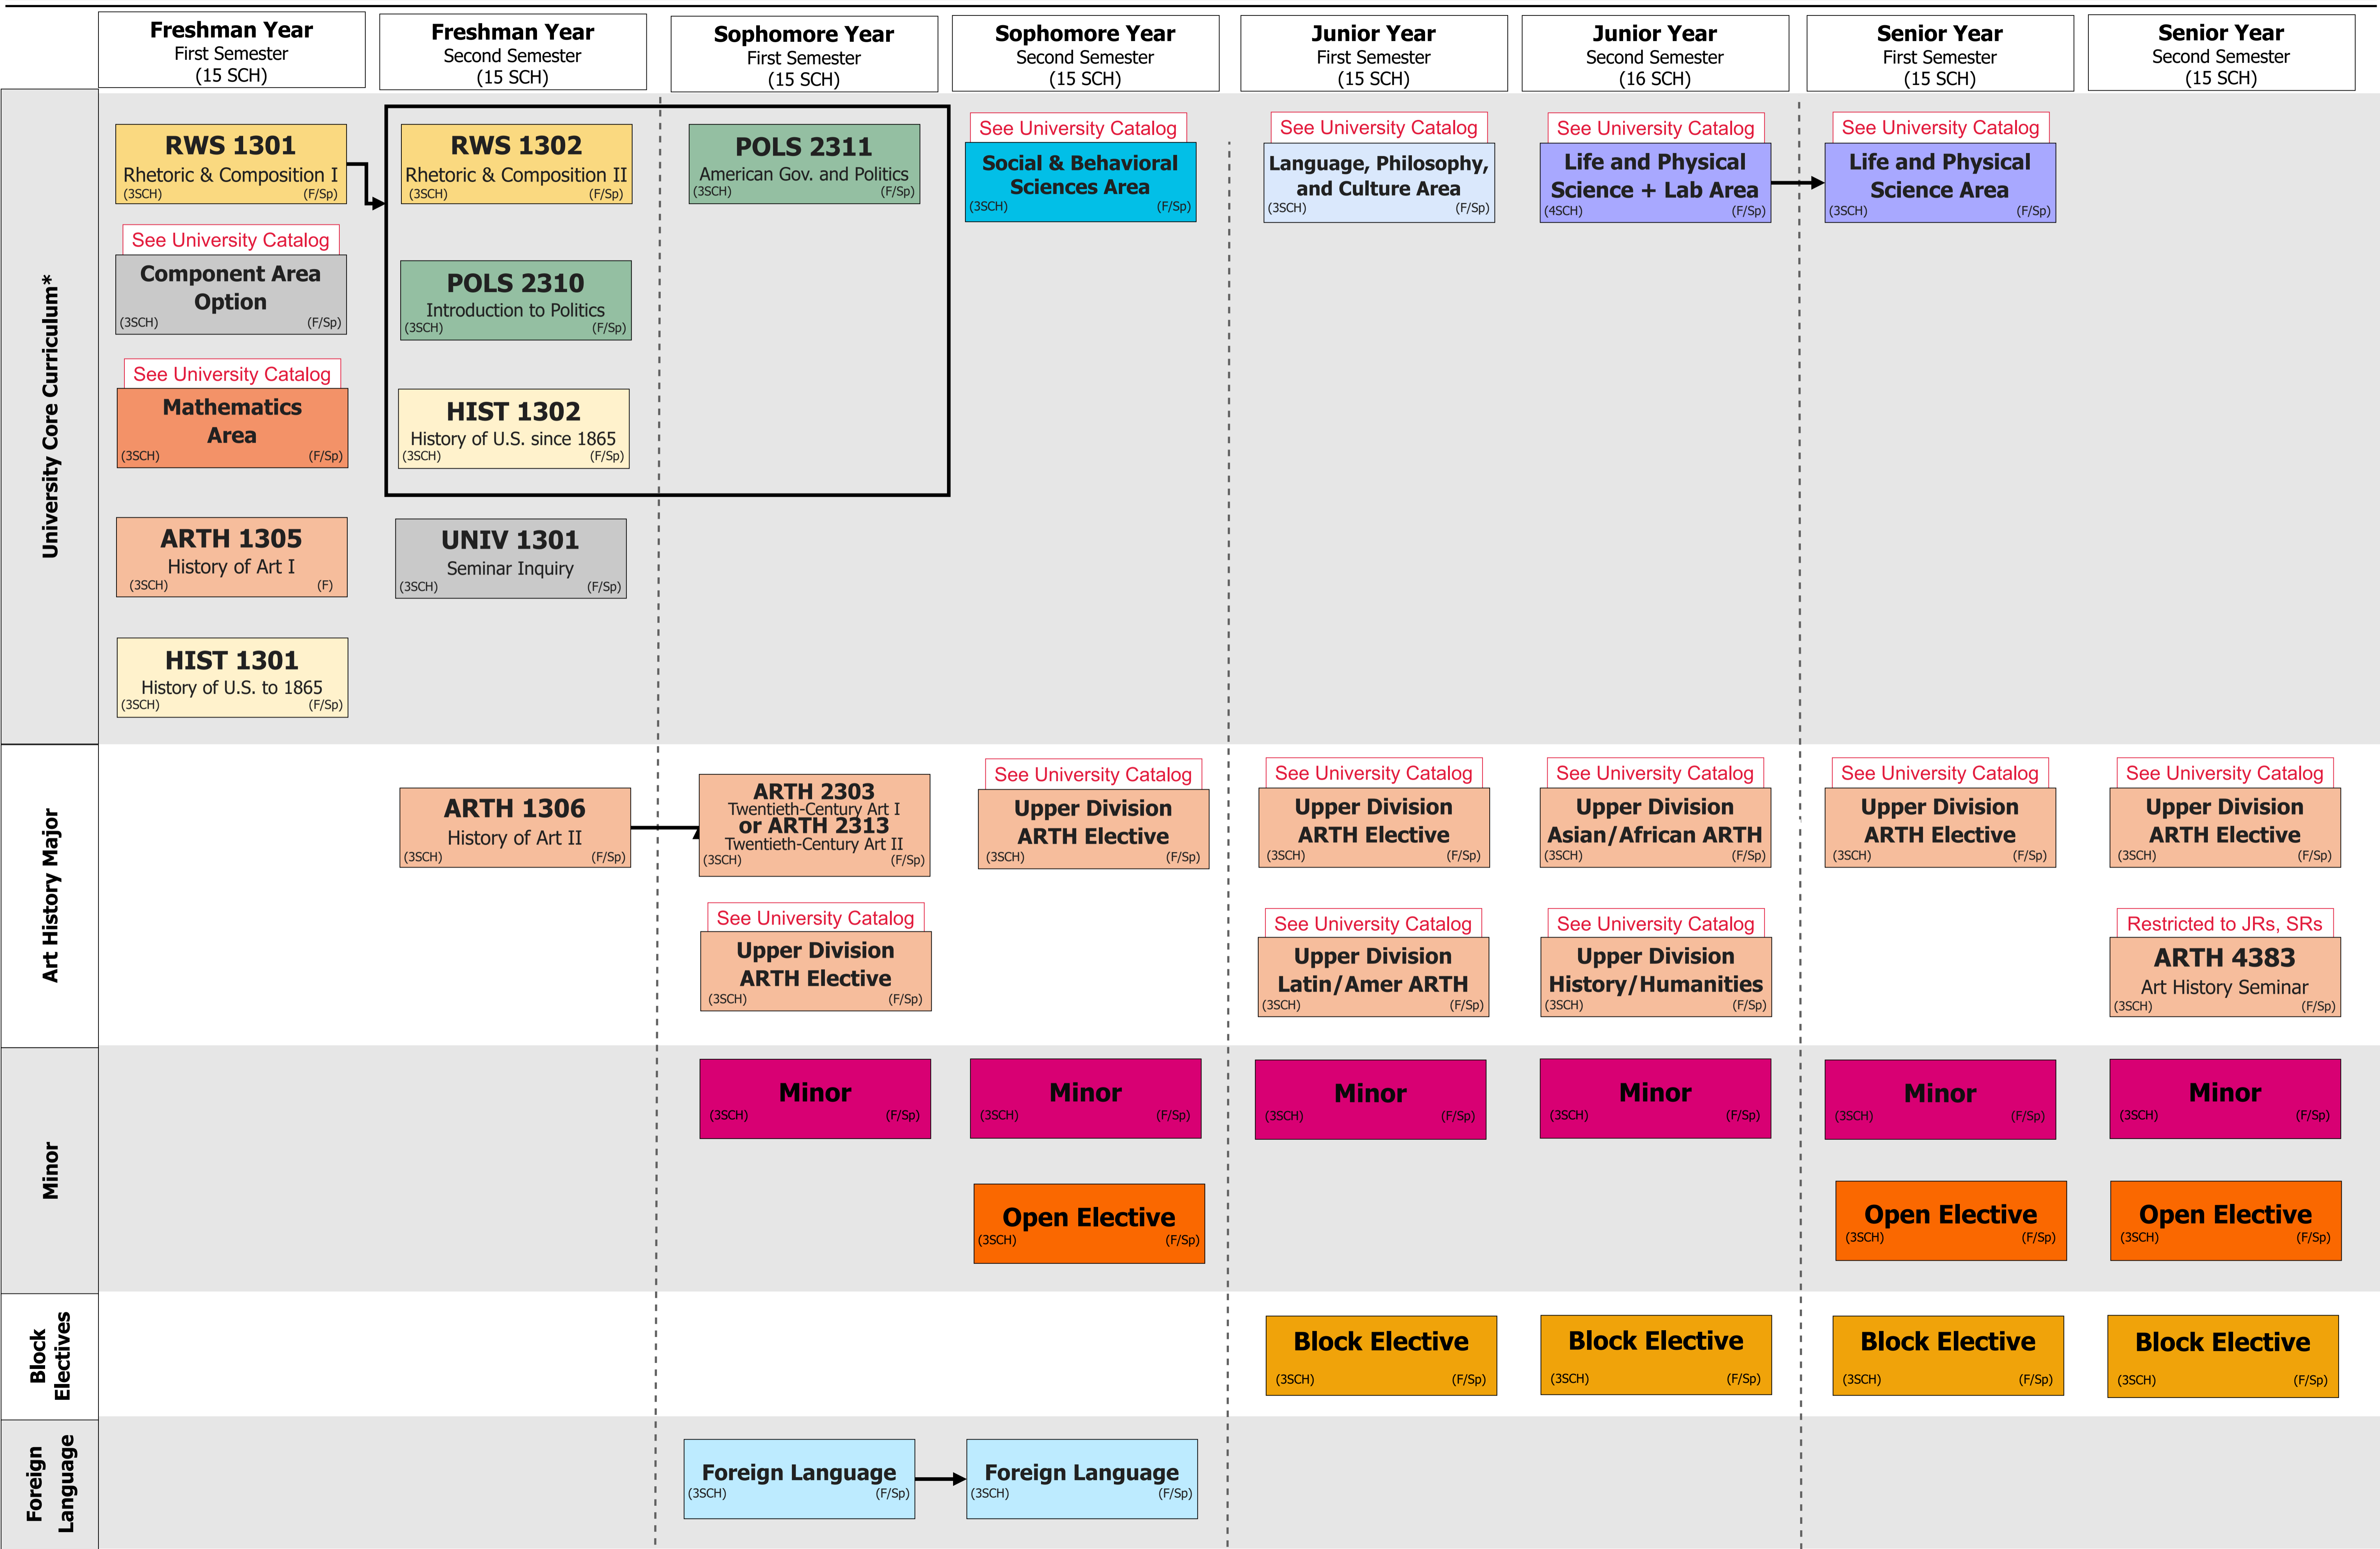 Freshman Year
First Semester
(15 SCH)
Freshman Year
Second Semester
(15 SCH)
Sophomore Year
First Semester
(15 SCH)
Sophomore Year
Second Semester
(15 SCH)
Junior Year
First Semester
(15 SCH)
Junior Year
Second Semester
(16 SCH)
Senior Year
First Semester
(15 SCH)
Senior Year
Second Semester
(15 SCH)
University Core Curriculum*
RWS 1301
Rhetoric & Composition I
(3SCH) (F/Sp)
RWS 1302
Rhetoric & Composition II
(3SCH) (F/Sp)
POLS 2311
American Gov. and Politics
(3SCH) (F/Sp)
See University Catalog
Social & Behavioral
Sciences Area
(3SCH) (F/Sp)
See University Catalog
Language, Philosophy,
and Culture Area
(3SCH) (F/Sp)
See University Catalog
Life and Physical
Science + Lab Area
(4SCH) (F/Sp)
See University Catalog
Life and Physical
Science Area
(3SCH) (F/Sp)
See University Catalog
Component Area
Option
(3SCH) (F/Sp)
POLS 2310
Introduction to Politics
(3SCH) (F/Sp)
See University Catalog
Mathematics
Area
(3SCH) (F/Sp)
HIST 1302
History of U.S. since 1865
(3SCH) (F/Sp)
ARTH 1305
History of Art I
(3SCH) (F)
UNIV 1301
Seminar Inquiry
(3SCH) (F/Sp)
HIST 1301
History of U.S. to 1865
(3SCH) (F/Sp)
Art History Major
ARTH 1306
History of Art II
(3SCH) (F/Sp)
ARTH 2303
Twentieth-Century Art I
or ARTH 2313
Twentieth-Century Art II
(3SCH) (F/Sp)
See University Catalog
Upper Division
ARTH Elective
(3SCH) (F/Sp)
See University Catalog
Upper Division
ARTH Elective
(3SCH) (F/Sp)
See University Catalog
Upper Division
Asian/African ARTH
(3SCH) (F/Sp)
See University Catalog
Upper Division
ARTH Elective
(3SCH) (F/Sp)
See University Catalog
Upper Division
ARTH Elective
(3SCH) (F/Sp)
See University Catalog
Upper Division
ARTH Elective
(3SCH) (F/Sp)
See University Catalog
Upper Division
Latin/Amer ARTH
(3SCH) (F/Sp)
See University Catalog
Upper Division
History/Humanities
(3SCH) (F/Sp)
Restricted to JRs, SRs
ARTH 4383
Art History Seminar
(3SCH) (F/Sp)
Minor
Minor
(3SCH) (F/Sp)
Minor
(3SCH) (F/Sp)
Minor
(3SCH) (F/Sp)
Minor
(3SCH) (F/Sp)
Minor
(3SCH) (F/Sp)
Minor
(3SCH) (F/Sp)
Open Elective
(3SCH) (F/Sp)
Open Elective
(3SCH) (F/Sp)
Open Elective
(3SCH) (F/Sp)
Block
Electives
Block Elective
(3SCH) (F/Sp)
Block Elective
(3SCH) (F/Sp)
Block Elective
(3SCH) (F/Sp)
Block Elective
(3SCH) (F/Sp)
Foreign
Language
Foreign Language
(3SCH) (F/Sp)
Foreign Language
(3SCH) (F/Sp)